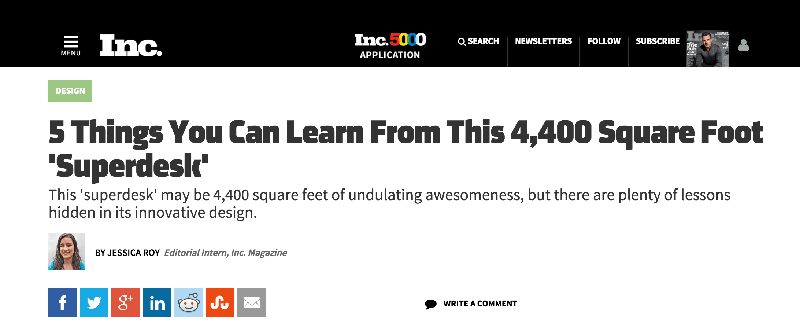 MENU
Inc.
Inc.5000
APPLICATION
SEARCH
NEWSLETTERS
FOLLOW
SUBSCRIBE
DESIGN
5 Things You Can Learn From This 4,400 Square Foot
'Superdesk'
This 'superdesk' may be 4,400 square feet of undulating awesomeness, but there are plenty of lessons
hidden in its innovative design.
BY JESSICA ROY Editorial Intern, Inc. Magazine
f
g+
in
WRITE A COMMENT